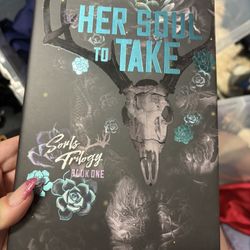 HER SOUL
TO TAKE
Souls
Trilogy
BOOK ONE